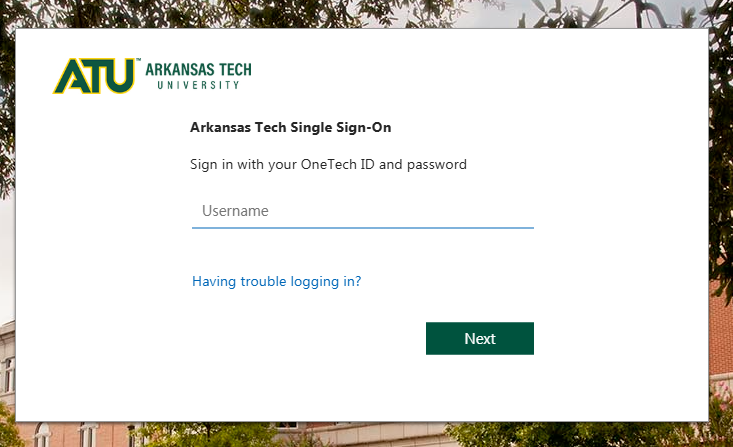 ATU™ ARKANSAS TECH
UNIVERSITY
Arkansas Tech Single Sign-On
Sign in with your OneTech ID and password
Username
Having trouble logging in?
Next